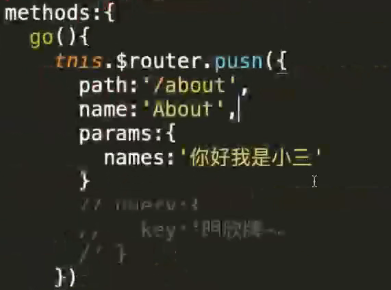 methods:{
go(){
this.$router.push({
path:'/about',
name:'About',
params:{
names:'你好我是小三'
}
// query:{
// key:
// }
})